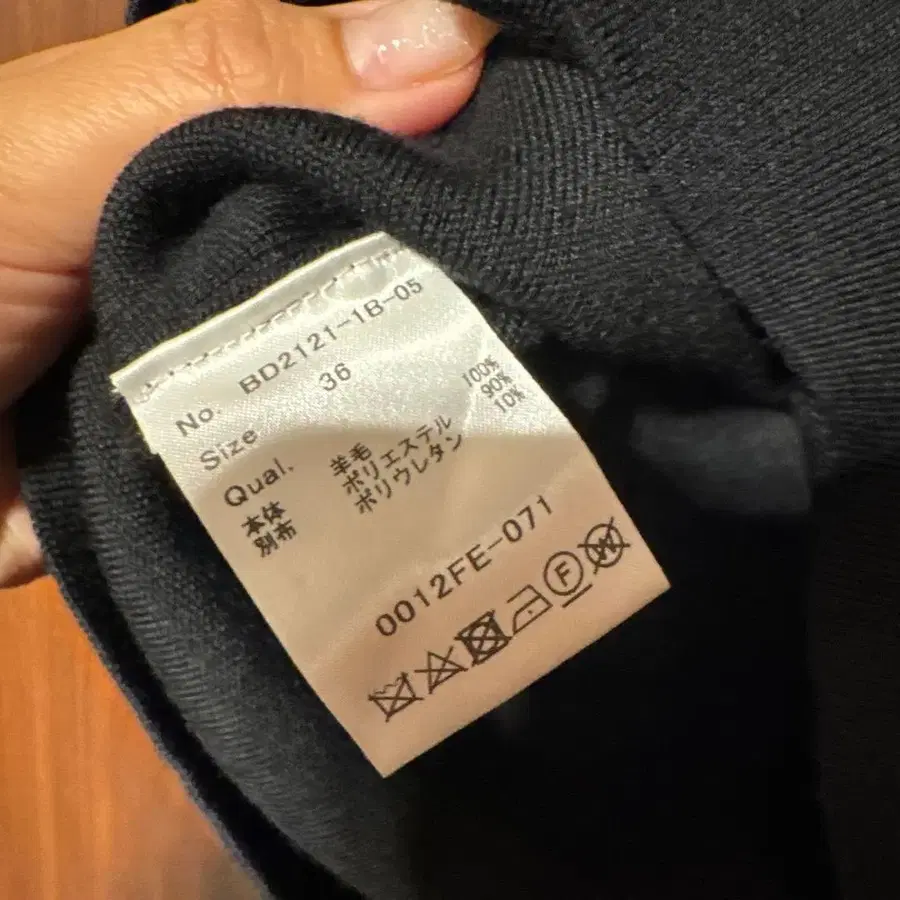 No. BD2121-1B-05
Size 36
Qual.
本体 羊毛 100%
別布 ポリエステル 90%
ポリウレタン 10%
0012FE-071
F W